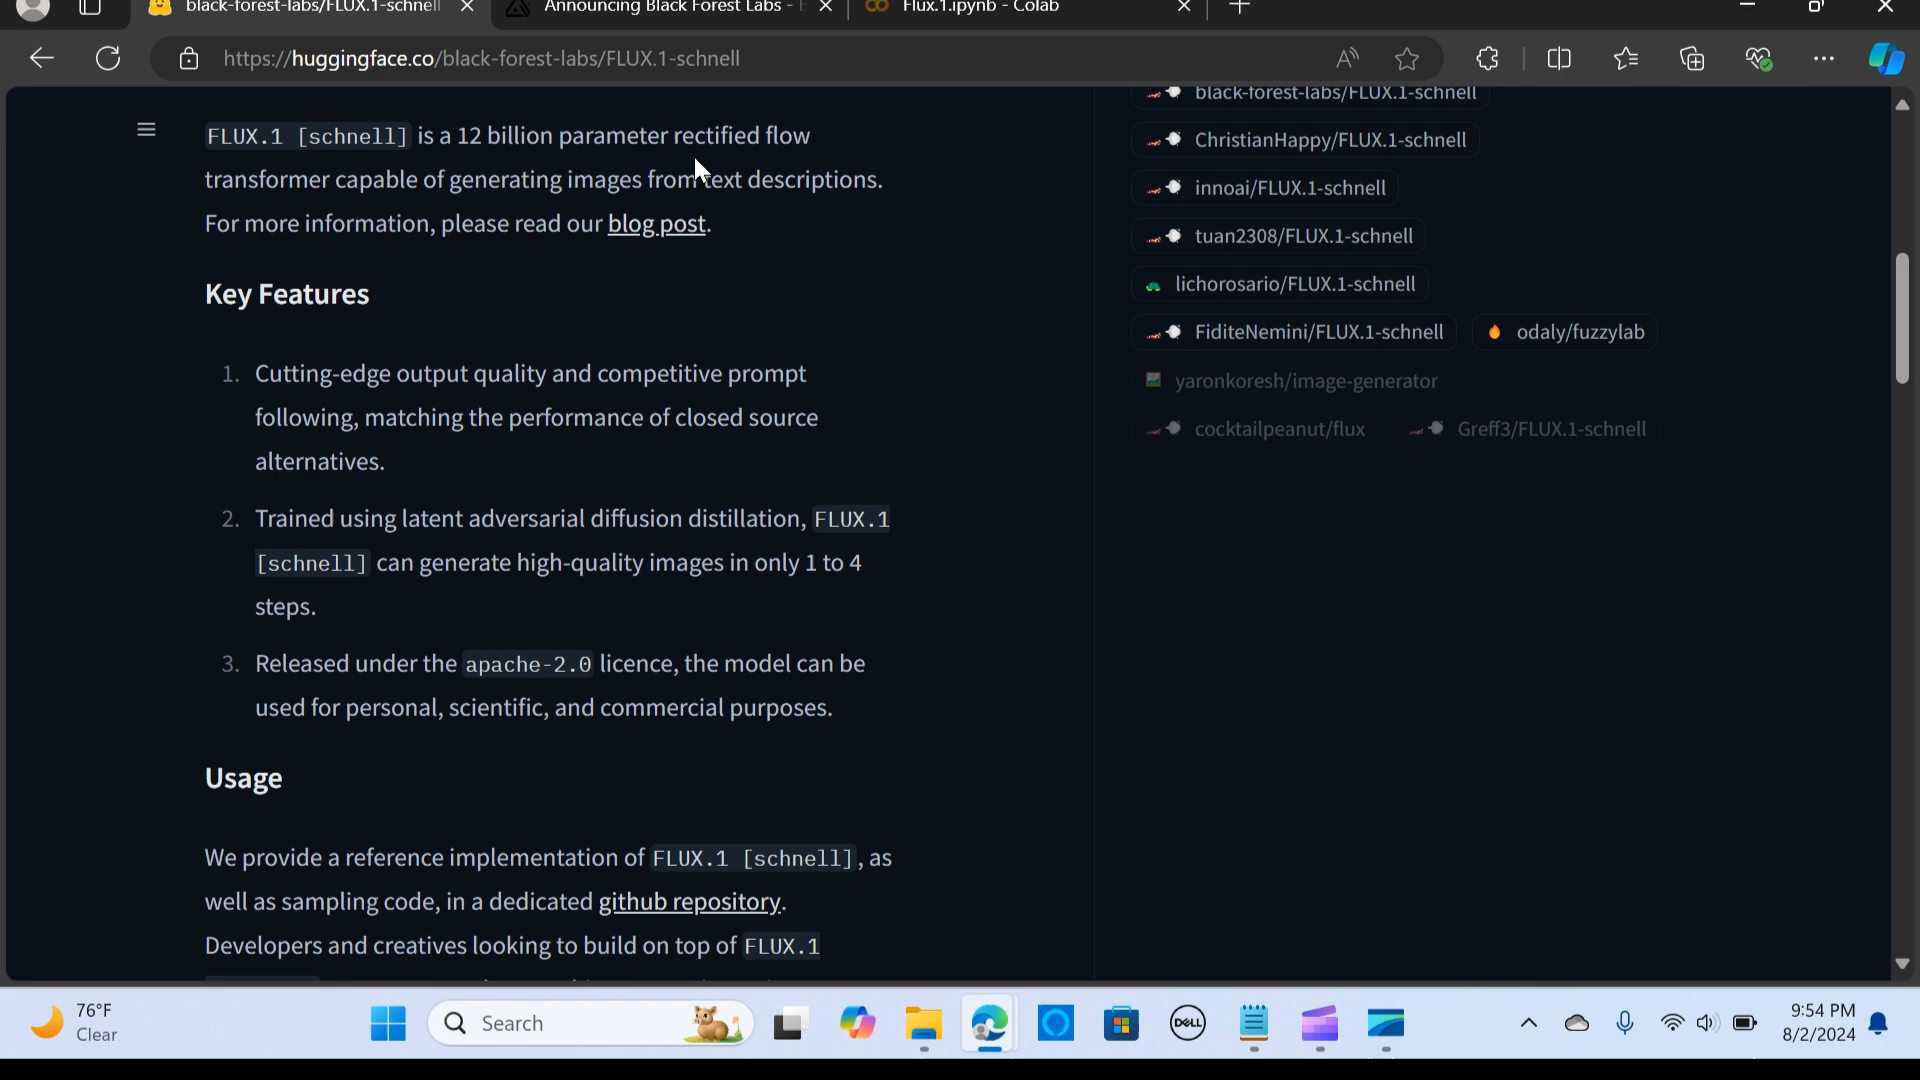 black-forest-labs/FLUX.1-schnell
Announcing Black Forest Labs -
Flux.1.ipynb - Colab
https://huggingface.co/black-forest-labs/FLUX.1-schnell
FLUX.1 [schnell] is a 12 billion parameter rectified flow
transformer capable of generating images from text descriptions.
For more information, please read our blog post.
Key Features
1. Cutting-edge output quality and competitive prompt
following, matching the performance of closed source
alternatives.
2. Trained using latent adversarial diffusion distillation, FLUX.1
[schnell] can generate high-quality images in only 1 to 4
steps.
3. Released under the apache-2.0 licence, the model can be
used for personal, scientific, and commercial purposes.
Usage
We provide a reference implementation of FLUX.1 [schnell], as
well as sampling code, in a dedicated github repository.
Developers and creatives looking to build on top of FLUX.1
black-forest-labs/FLUX.1-schnell
ChristianHappy/FLUX.1-schnell
innoai/FLUX.1-schnell
tuan2308/FLUX.1-schnell
lichorosario/FLUX.1-schnell
FiditeNemini/FLUX.1-schnell odaly/fuzzylab
yaronkoresh/image-generator
cocktailpeanut/flux Greff3/FLUX.1-schnell
76°F
Clear
Search
DELL
9:54 PM
8/2/2024